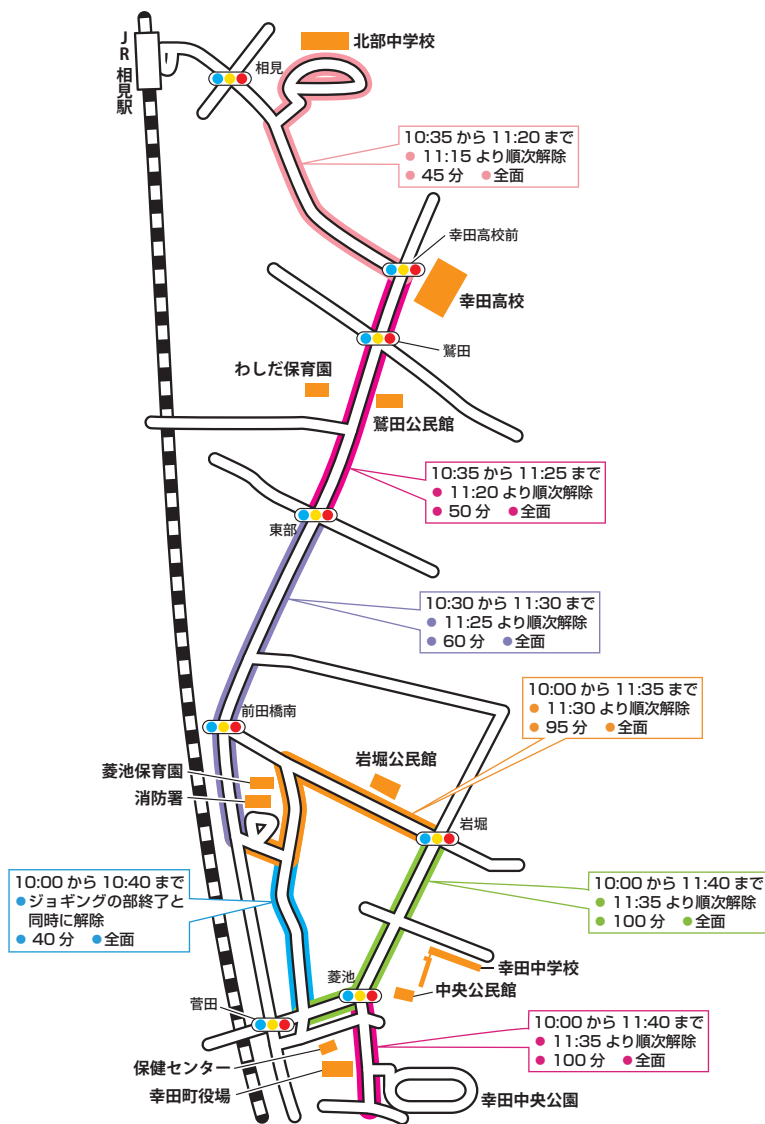 北部中学校
JR 相見駅
相見
10:35 から 11:20 まで
● 11:15 より順次解除
● 45 分 ●全面
幸田高校前
幸田高校
鷲田
わしだ保育園
鷲田公民館
10:35 から 11:25 まで
● 11:20 より順次解除
● 50 分 ●全面
東部
10:30 から 11:30 まで
● 11:25 より順次解除
● 60 分 ●全面
10:00 から 11:35 まで
● 11:30 より順次解除
● 95 分 ●全面
前田橋南
岩堀公民館
菱池保育園
消防署
岩堀
10:00 から 10:40 まで
●ジョギングの部終了と
同時に解除
● 40 分 ●全面
10:00 から 11:40 まで
● 11:35 より順次解除
● 100 分 ●全面
幸田中学校
菱池
中央公民館
菅田
10:00 から 11:40 まで
● 11:35 より順次解除
● 100 分 ●全面
保健センター
幸田町役場
幸田中央公園